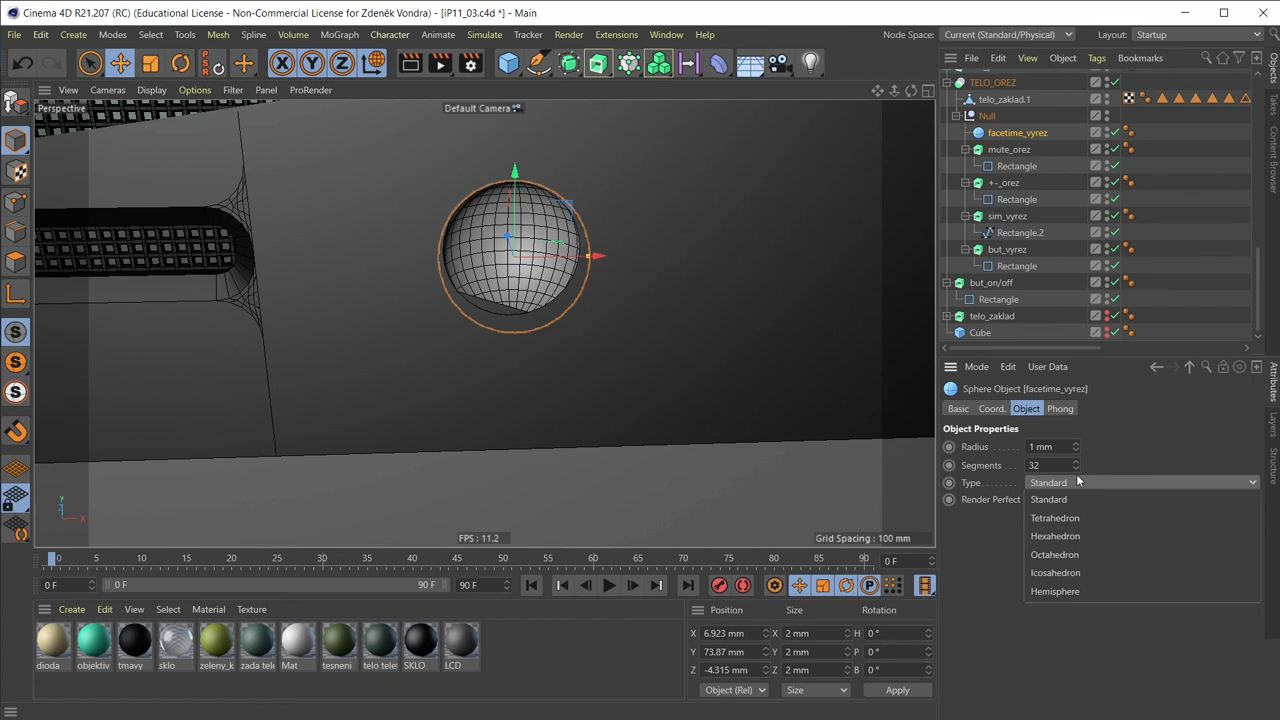 Cinema 4D R21.207 (RC) (Educational License - Non-Commercial License for Zdeněk Vondra) - [iP11_03.c4d *] - Main
File Edit Create Modes Select Tools Mesh Spline Volume MoGraph Character Animate Simulate Tracker Render Extensions Window Help Node Space: Current (Standard/Physical) Layout: Startup
X Y Z
PSR
View Cameras Display Options Filter Panel ProRender
Perspective
Default Camera
FPS : 11.2
Grid Spacing : 100 mm
Y
X
File Edit View Object Tags Bookmarks
TELO_OREZ
telo_zaklad.1
Null
facetime_vyrez
mute_orez
Rectangle
+-_orez
Rectangle
sim_vyrez
Rectangle.2
but_vyrez
Rectangle
but_on/off
Rectangle
telo_zaklad
Cube
Objects
Takes
Content Browser
Mode Edit User Data
Sphere Object [facetime_vyrez]
Basic Coord. Object Phong
Object Properties
Radius . . . . . . 1 mm
Segments . . . 32
Type. . . . . . . . Standard
Render Perfect
Standard
Tetrahedron
Hexahedron
Octahedron
Icosahedron
Hemisphere
Attributes
Layers
Structure
0 5 10 15 20 25 30 35 40 45 50 55 60 65 70 75 80 85 90 0 F
0 F 0 F 90 F 90 F
Create Edit View Select Material Texture
dioda objektiv tmavy sklo zeleny_k zada tele Mat tesneni telo tele SKLO LCD
Position Size Rotation
X 6.923 mm X 2 mm H 0 °
Y 73.87 mm Y 2 mm P 0 °
Z -4.315 mm Z 2 mm B 0 °
Object (Rel) Size Apply